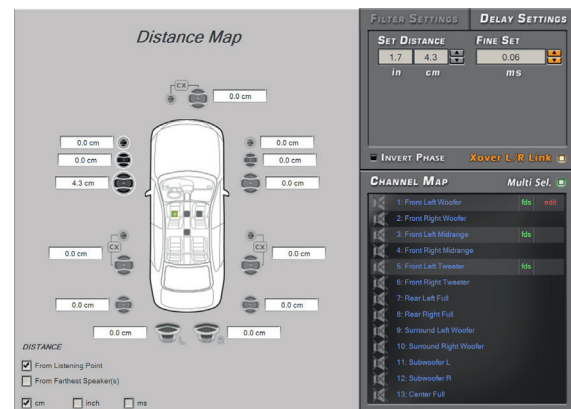 Distance Map
CX
0.0 cm
0.0 cm
0.0 cm
0.0 cm
0.0 cm
4.3 cm
0.0 cm
CX
CX
0.0 cm
0.0 cm
0.0 cm
0.0 cm
0.0 cm
L
R
0.0 cm
DISTANCE
From Listening Point
From Farthest Speaker(s)
cm
inch
ms
FILTER SETTINGS
DELAY SETTINGS
SET DISTANCE
FINE SET
1.7
4.3
0.06
in
cm
ms
INVERT PHASE
Xover L/R Link
CHANNEL MAP
Multi Sel.
1: Front Left Woofer fds edit
2: Front Right Woofer
3: Front Left Midrange fds
4: Front Right Midrange
5: Front Left Tweeter fds
6: Front Right Tweeter
7: Rear Left Full
8: Rear Right Full
9: Surround Left Woofer
10: Surround Right Woofer
11: Subwoofer L
12: Subwoofer R
13: Center Full